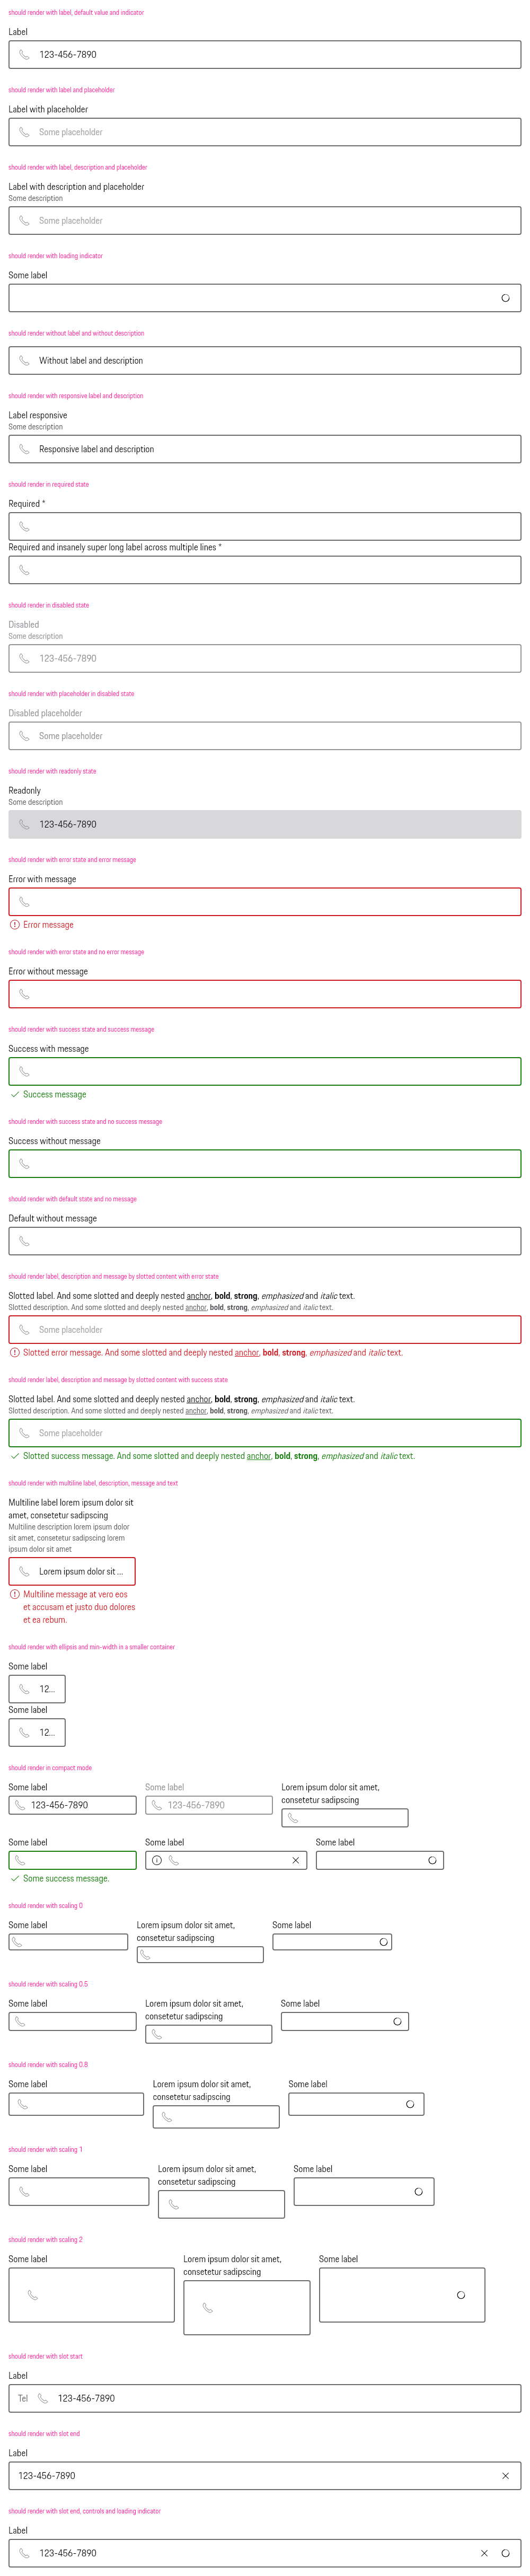 should render with label, default value and indicator
Label
123-456-7890
should render with label and placeholder
Label with placeholder
Some placeholder
should render with label, description and placeholder
Label with description and placeholder
Some description
Some placeholder
should render with loading indicator
Some label
should render without label and without description
Without label and description
should render with responsive label and description
Label responsive
Some description
Responsive label and description
should render in required state
Required *
Required and insanely super long label across multiple lines *
should render in disabled state
Disabled
Some description
123-456-7890
should render with placeholder in disabled state
Disabled placeholder
Some placeholder
should render with readonly state
Readonly
Some description
123-456-7890
should render with error state and error message
Error with message
Error message
should render with error state and no error message
Error without message
should render with success state and success message
Success with message
Success message
should render with success state and no success message
Success without message
should render with default state and no message
Default without message
should render label, description and message by slotted content with error state
Slotted label. And some slotted and deeply nested anchor, bold, strong, emphasized and italic text.
Slotted description. And some slotted and deeply nested anchor, bold, strong, emphasized and italic text.
Some placeholder
Slotted error message. And some slotted and deeply nested anchor, bold, strong, emphasized and italic text.
should render label, description and message by slotted content with success state
Slotted label. And some slotted and deeply nested anchor, bold, strong, emphasized and italic text.
Slotted description. And some slotted and deeply nested anchor, bold, strong, emphasized and italic text.
Some placeholder
Slotted success message. And some slotted and deeply nested anchor, bold, strong, emphasized and italic text.
should render with multiline label, description, message and text
Multiline label lorem ipsum dolor sit
amet, consetetur sadipscing
Multiline description lorem ipsum dolor
sit amet, consetetur sadipscing lorem
ipsum dolor sit amet
Lorem ipsum dolor sit ...
Multiline message at vero eos
et accusam et justo duo dolores
et ea rebum.
should render with ellipsis and min-width in a smaller container
Some label
12...
Some label
12...
should render in compact mode
Some label
123-456-7890
Some label
123-456-7890
Lorem ipsum dolor sit amet,
consetetur sadipscing
Some label
Some success message.
Some label
Some label
should render with scaling 0
Some label
Lorem ipsum dolor sit amet,
consetetur sadipscing
Some label
should render with scaling 0.5
Some label
Lorem ipsum dolor sit amet,
consetetur sadipscing
Some label
should render with scaling 0.8
Some label
Lorem ipsum dolor sit amet,
consetetur sadipscing
Some label
should render with scaling 1
Some label
Lorem ipsum dolor sit amet,
consetetur sadipscing
Some label
should render with scaling 2
Some label
Lorem ipsum dolor sit amet,
consetetur sadipscing
Some label
should render with slot start
Label
Tel 123-456-7890
should render with slot end
Label
123-456-7890
should render with slot end, controls and loading indicator
Label
123-456-7890